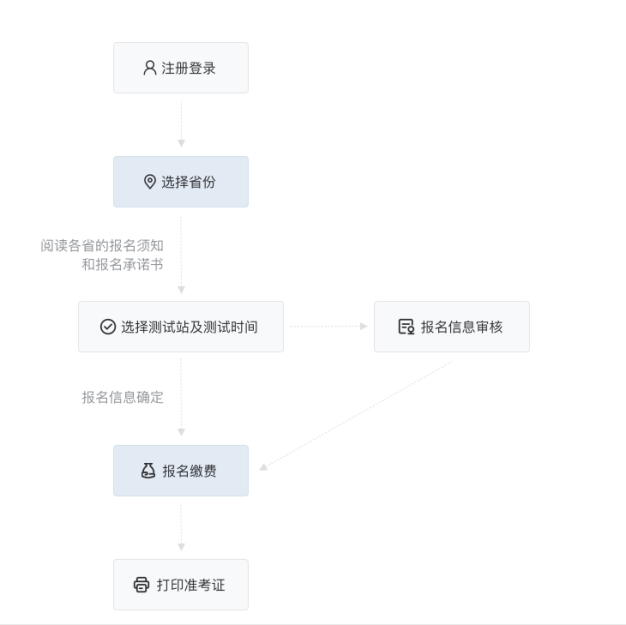 注册登录
选择省份
阅读各省的报名须知
和报名承诺书
选择测试站及测试时间
报名信息审核
报名信息确定
报名缴费
打印准考证